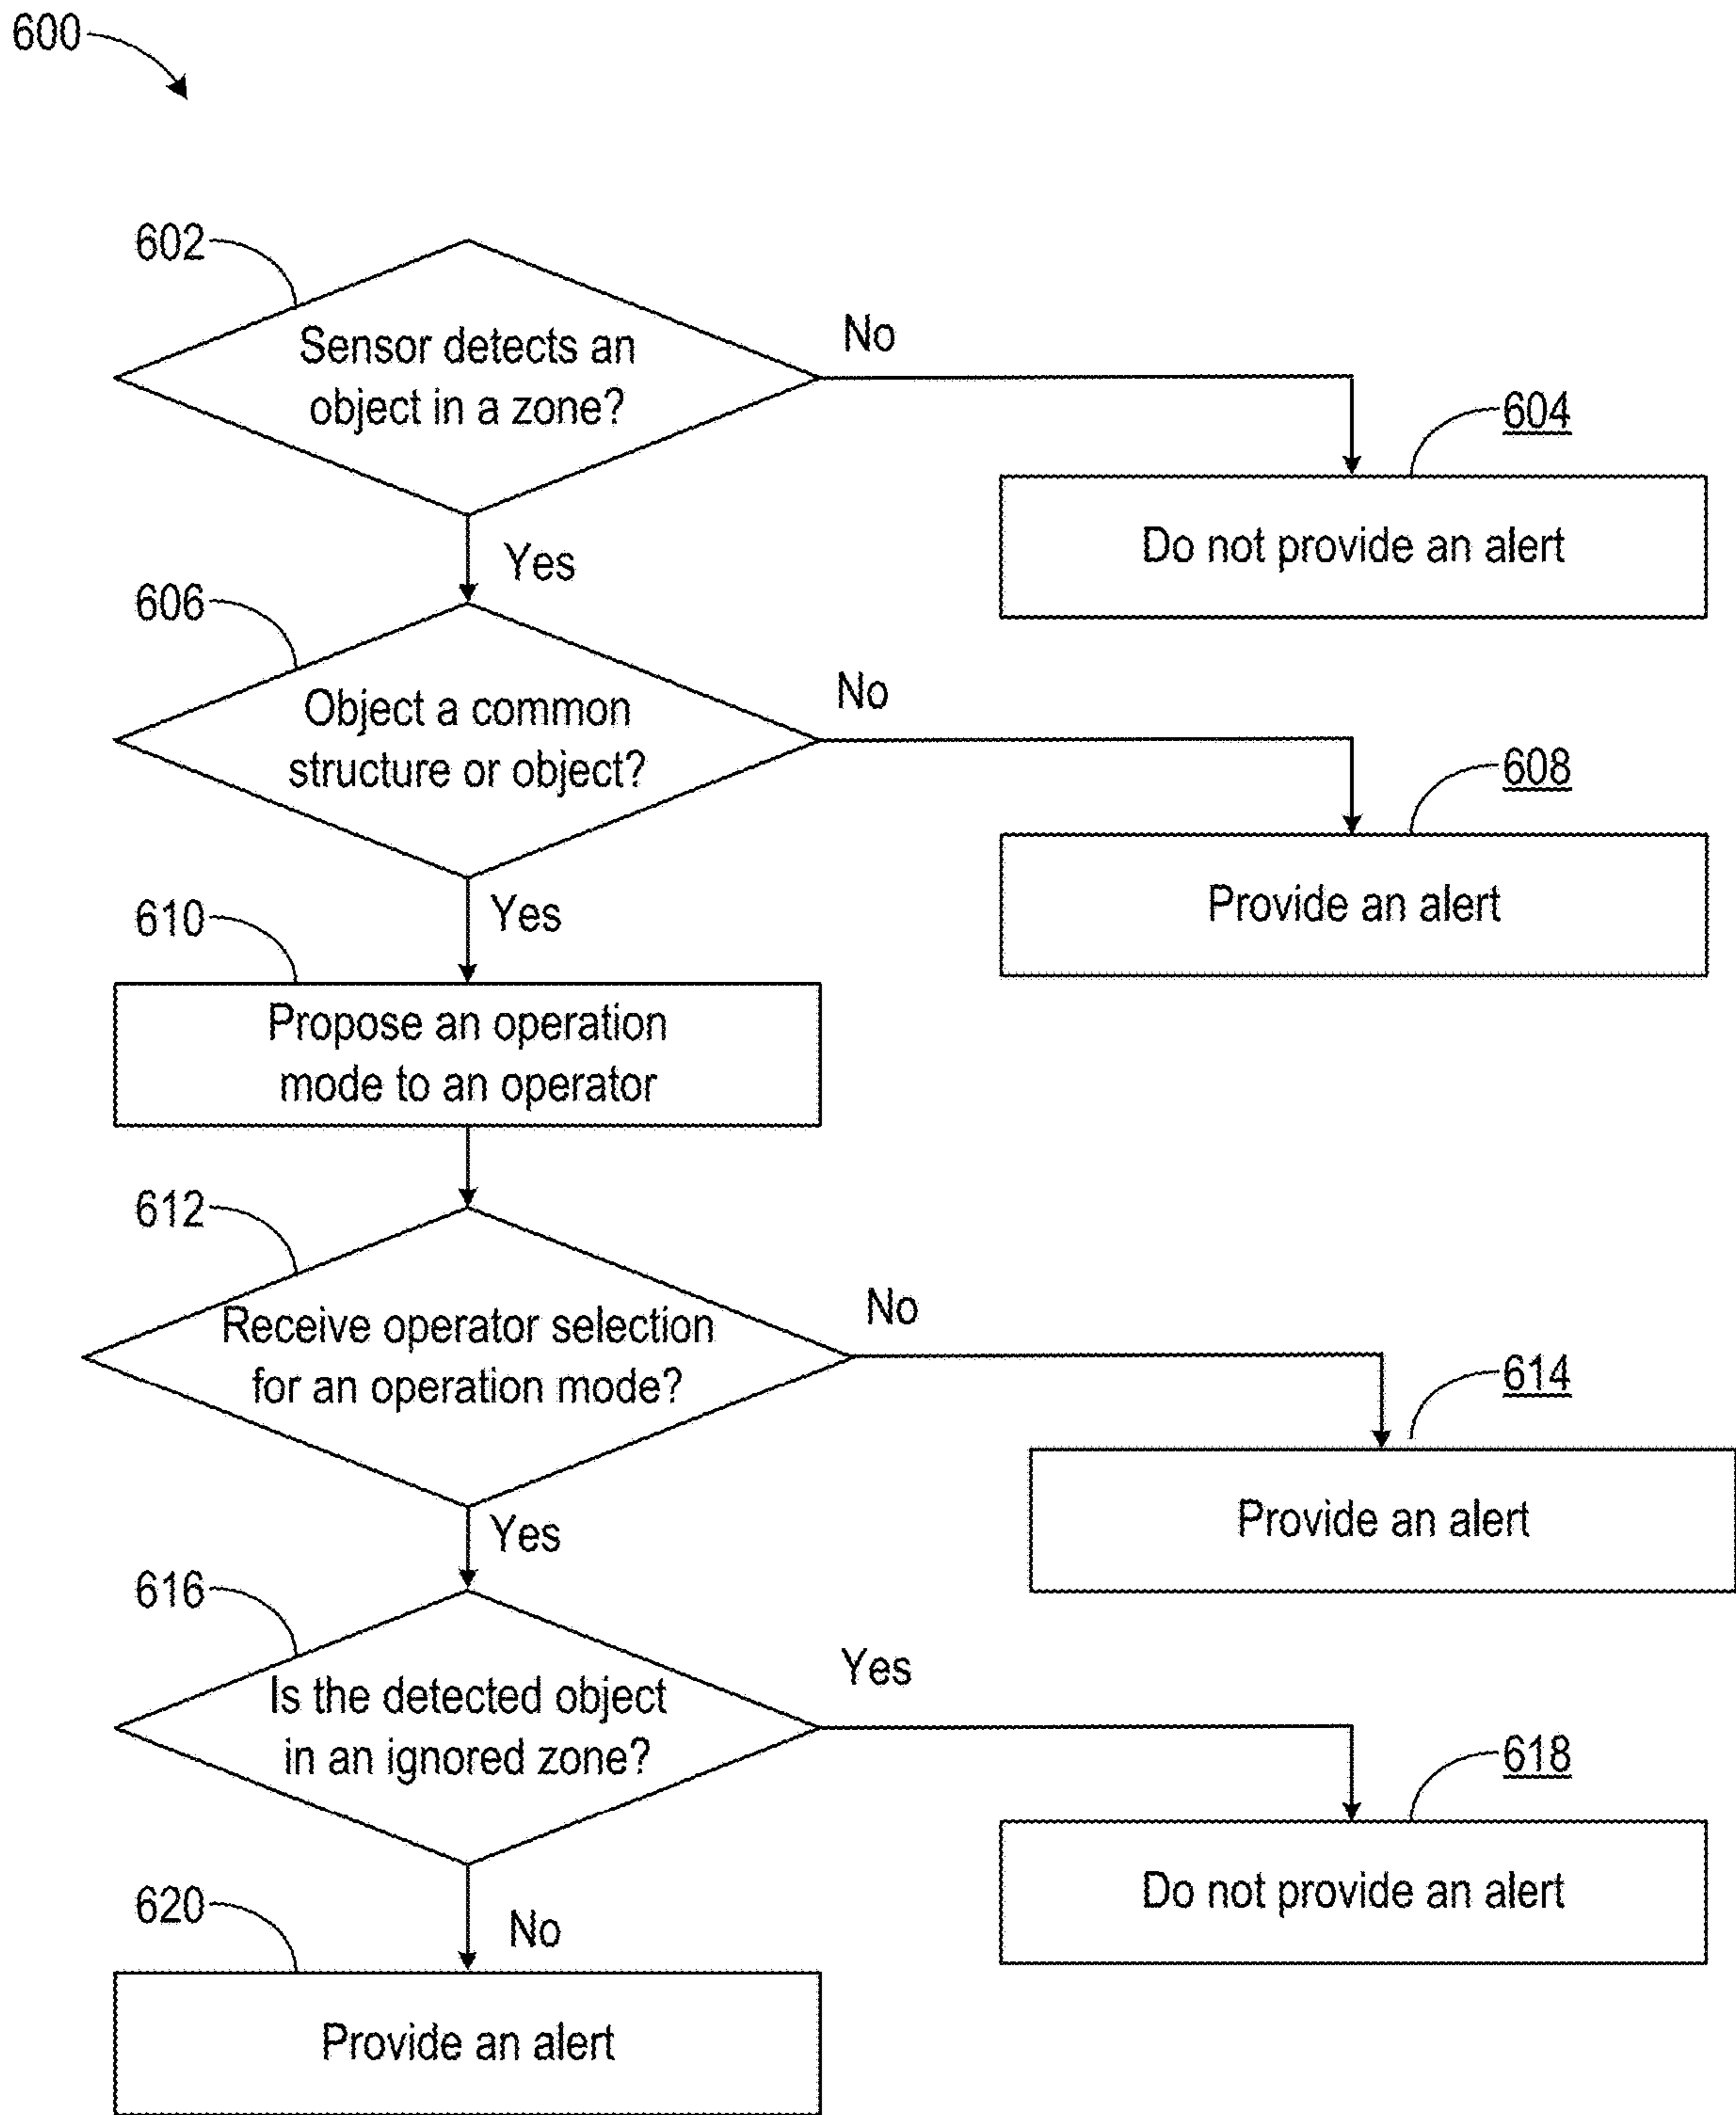 600
602
Sensor detects an
object in a zone?
No
604
Do not provide an alert
Yes
606
Object a common
structure or object?
No
608
Provide an alert
Yes
610
Propose an operation
mode to an operator
612
Receive operator selection
for an operation mode?
No
614
Provide an alert
Yes
616
Is the detected object
in an ignored zone?
Yes
618
Do not provide an alert
No
620
Provide an alert